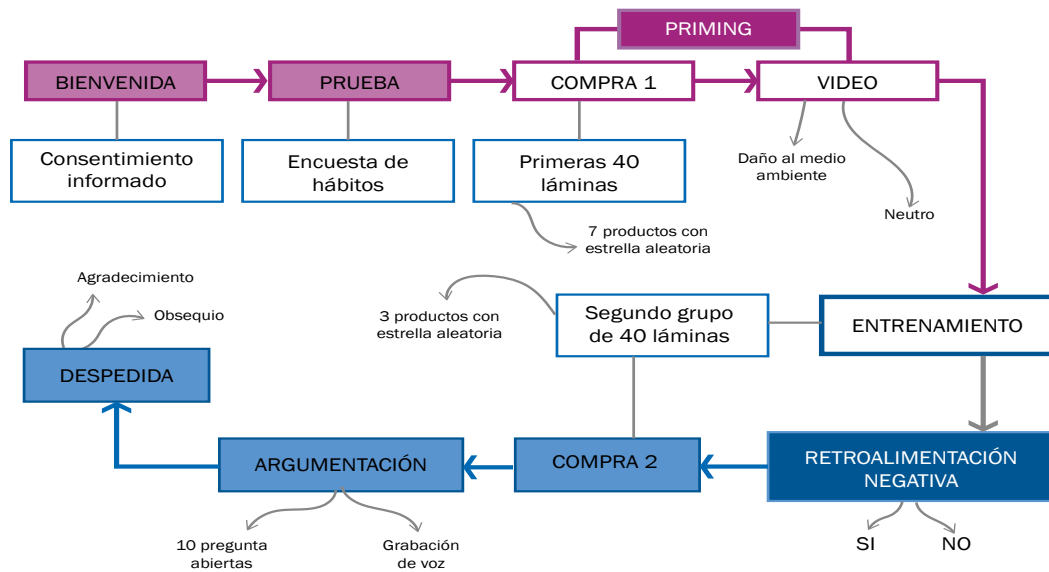 PRIMING
BIENVENIDA
PRUEBA
COMPRA 1
VIDEO
Consentimiento
informado
Encuesta de
hábitos
Primeras 40
láminas
Daño al medio
ambiente
Neutro
7 productos con
estrella aleatoria
Agradecimiento
Obsequio
3 productos con
estrella aleatoria
Segundo grupo
de 40 láminas
ENTRENAMIENTO
DESPEDIDA
ARGUMENTACIÓN
COMPRA 2
RETROALIMENTACIÓN
NEGATIVA
10 pregunta
abiertas
Grabación
de voz
SI
NO